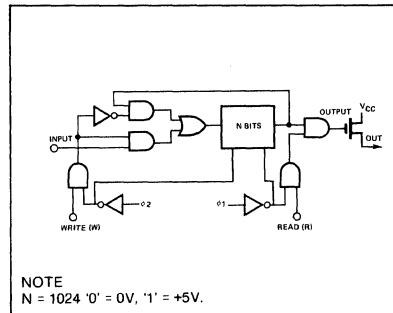 VCC
OUTPUT
N BITS
INPUT
OUT
ϕ2
ϕ1
WRITE (W)
READ (R)
NOTE
N = 1024 '0' = 0V, '1' = +5V.